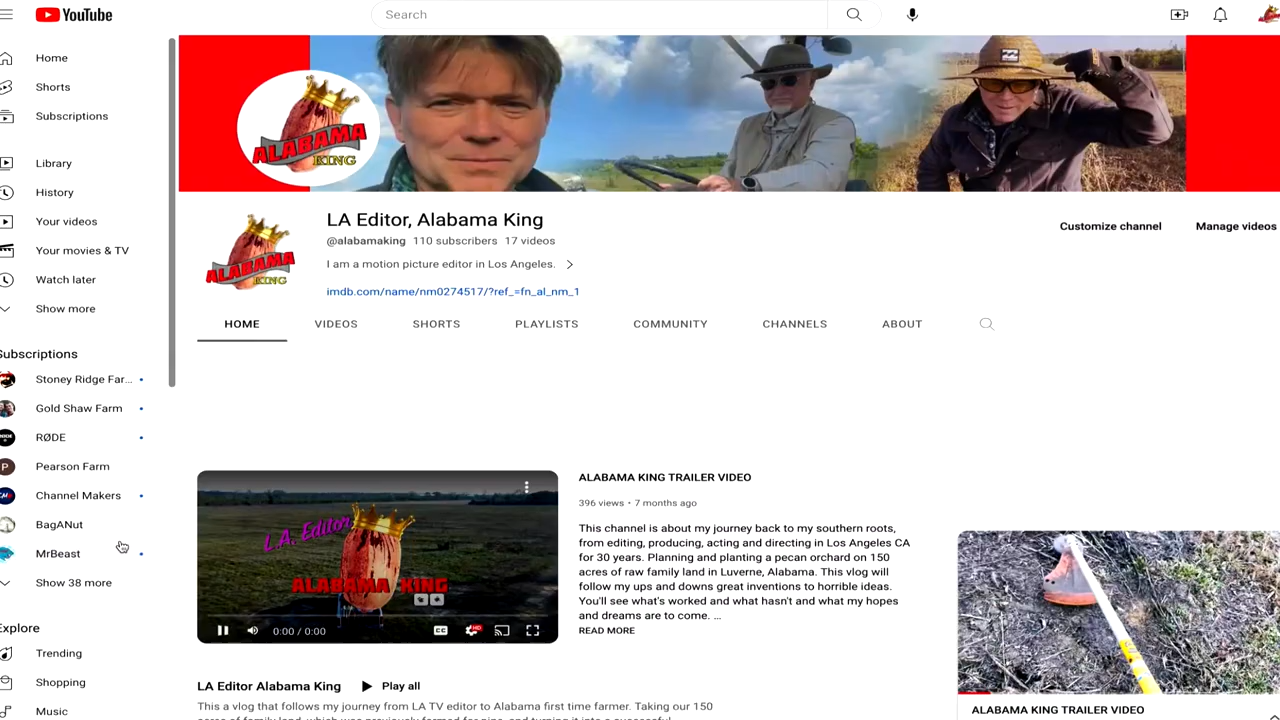 YouTube
Search
Home
Shorts
Subscriptions
Library
History
Your videos
Your movies & TV
Watch later
Show more
Subscriptions
Stoney Ridge Far...
Gold Shaw Farm
RØDE
Pearson Farm
Channel Makers
BagANut
MrBeast
Show 38 more
Explore
Trending
Shopping
Music
ALABAMA
KING
ALABAMA
KING
LA Editor, Alabama King
@alabamaking 110 subscribers 17 videos
I am a motion picture editor in Los Angeles.
imdb.com/name/nm0274517/?ref_=fn_al_nm_1
Customize channel
Manage videos
HOME
VIDEOS
SHORTS
PLAYLISTS
COMMUNITY
CHANNELS
ABOUT
L.A. Editor
ALABAMA KING
0:00 / 0:00
CC
HD
ALABAMA KING TRAILER VIDEO
396 views • 7 months ago
This channel is about my journey back to my southern roots,
from editing, producing, acting and directing in Los Angeles CA
for 30 years. Planning and planting a pecan orchard on 150
acres of raw family land in Luverne, Alabama. This vlog will
follow my ups and downs great inventions to horrible ideas.
You'll see what's worked and what hasn't and what my hopes
and dreams are to come. ...
READ MORE
LA Editor Alabama King
Play all
This a vlog that follows my journey from LA TV editor to Alabama first time farmer. Taking our 150
ALABAMA KING TRAILER VIDEO